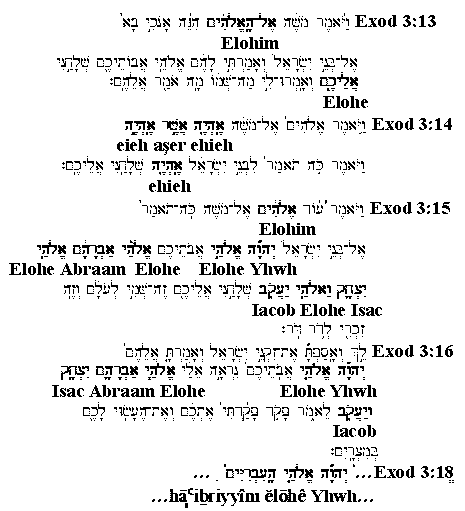 Exod 3:13 וַיֹּאמֶר מֹשֶׁה אֶל־הָאֱלֹהִים הִנֵּה אָנֹכִי בָא
Elohim
אֶל־בְּנֵי יִשְׂרָאֵל וְאָמַרְתִּי לָהֶם אֱלֹהֵי אֲבוֹתֵיכֶם שְׁלָחַנִי
אֲלֵיכֶם וְאָמְרוּ־לִי מַה־שְּׁמוֹ מָה אֹמַר אֲלֵהֶם׃
Elohe
Exod 3:14 וַיֹּאמֶר אֱלֹהִים אֶל־מֹשֶׁה אֶהְיֶה אֲשֶׁר אֶהְיֶה
eieh aşer ehieh
וַיֹּאמֶר כֹּה תֹאמַר לִבְנֵי יִשְׂרָאֵל אֶהְיֶה שְׁלָחַנִי אֲלֵיכֶם׃
ehieh
Exod 3:15 וַיֹּאמֶר עוֹד אֱלֹהִים אֶל־מֹשֶׁה כֹּה־תֹאמַר
Elohim
אֶל־בְּנֵי יִשְׂרָאֵל יְהוָה אֱלֹהֵי אֲבֹתֵיכֶם אֱלֹהֵי אַבְרָהָם אֱלֹהֵי
Elohe Abraam Elohe Elohe Yhwh
יִצְחָק וֵאלֹהֵי יַעֲקֹב שְׁלָחַנִי אֲלֵיכֶם זֶה־שְּׁמִי לְעֹלָם וְזֶה
Iacob Elohe Isac
זִכְרִי לְדֹר דֹּר׃
Exod 3:16 לֵךְ וְאָסַפְתָּ אֶת־זִקְנֵי יִשְׂרָאֵל וְאָמַרְתָּ אֲלֵהֶם
יְהוָה אֱלֹהֵי אֲבֹתֵיכֶם נִרְאָה אֵלַי אֱלֹהֵי אַבְרָהָם יִצְחָק
Isac Abraam Elohe Elohe Yhwh
וְיַעֲקֹב לֵאמֹר פָּקֹד פָּקַדְתִּי אֶתְכֶם וְאֶת־הֶעָשׂוּי לָכֶם
Iacob
בְּמִצְרָיִם׃
Exod 3:18 ... יְהוָה אֱלֹהֵי הָעִבְרִיִּים ...
...hāʿiḇriyyîm ĕlōhê Yhwh...